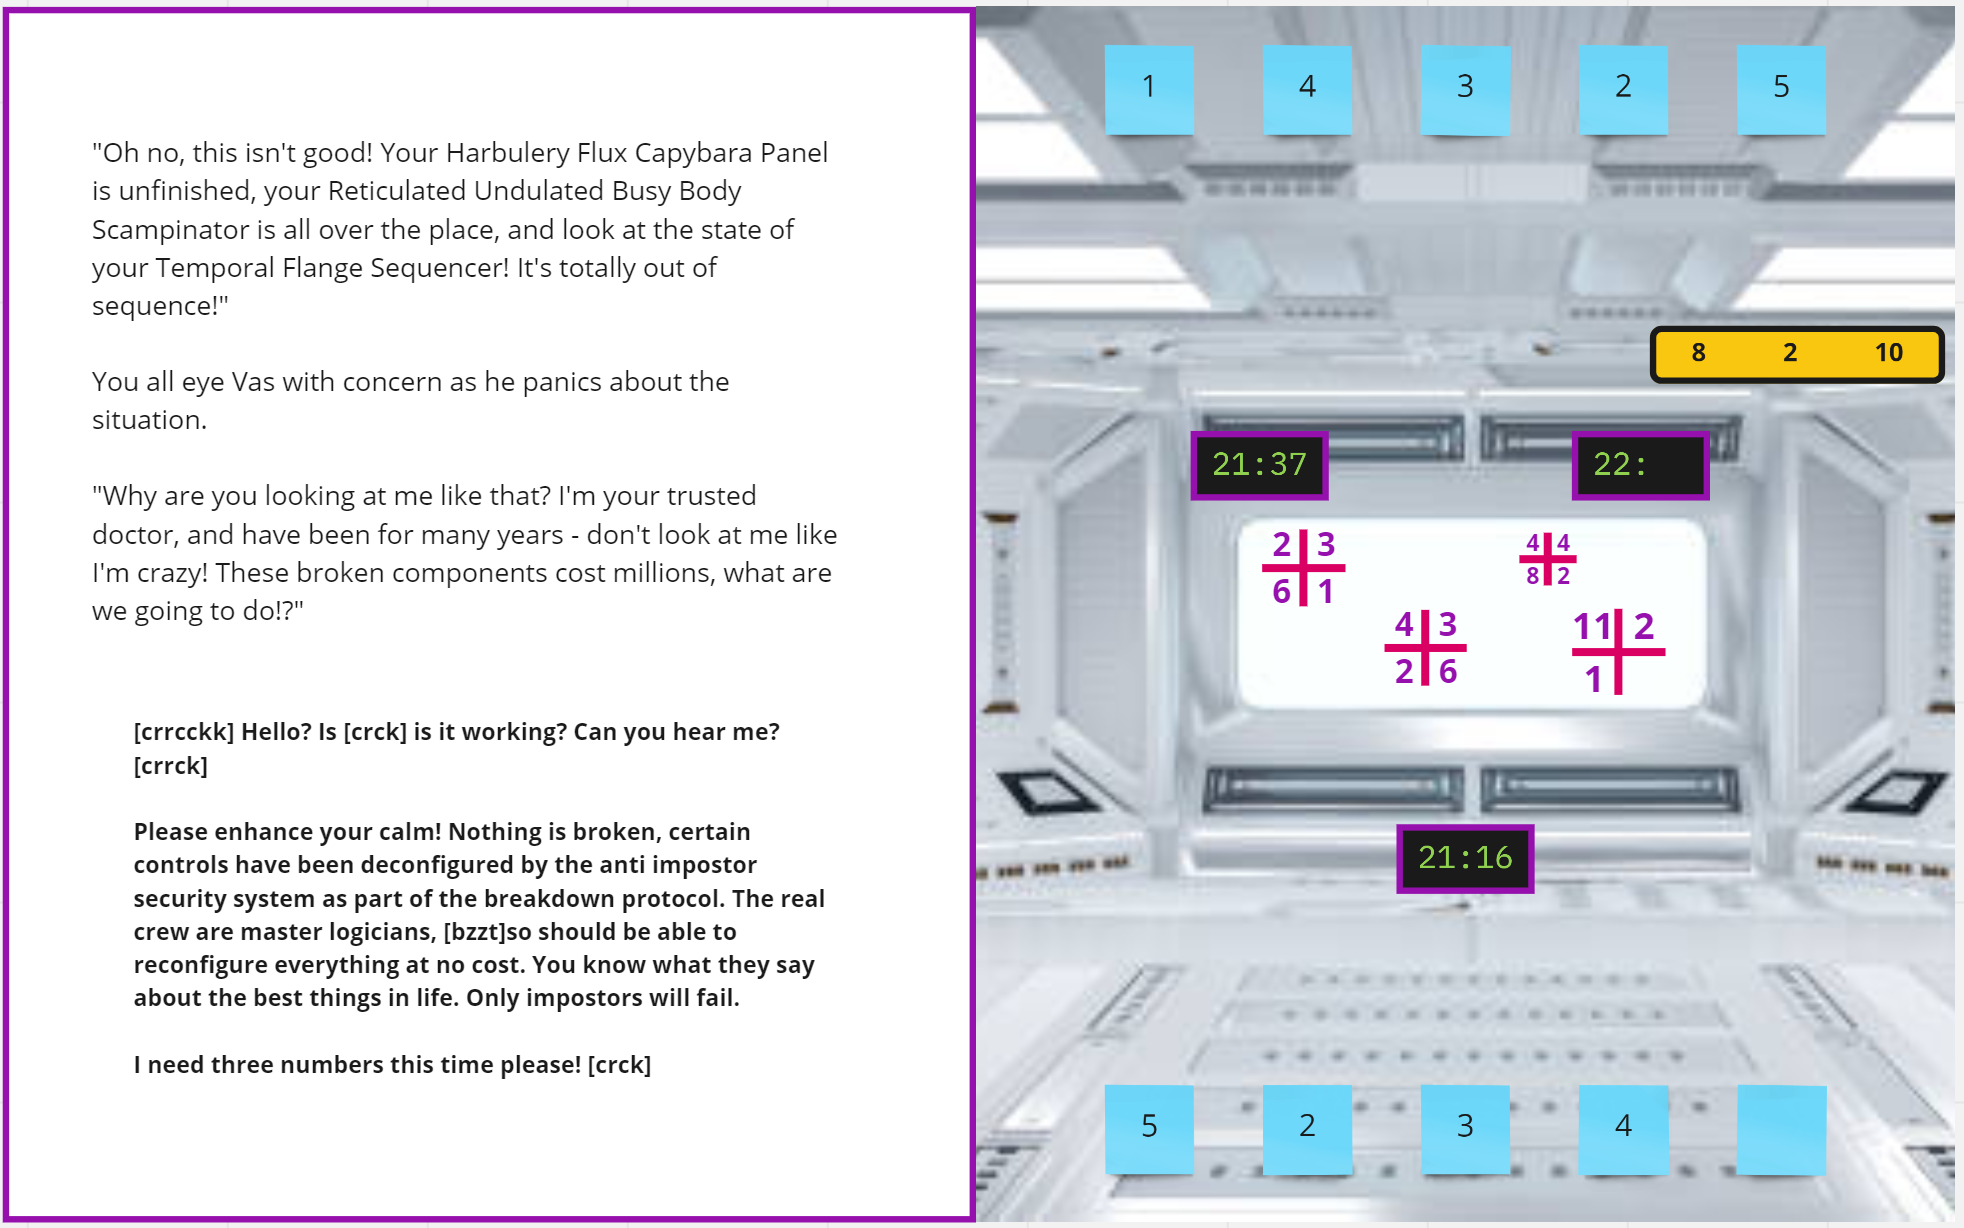 "Oh no, this isn't good! Your Harbulery Flux Capybara Panel
is unfinished, your Reticulated Undulated Busy Body
Scampinator is all over the place, and look at the state of
your Temporal Flange Sequencer! It's totally out of
sequence!"
You all eye Vas with concern as he panics about the
situation.
"Why are you looking at me like that? I'm your trusted
doctor, and have been for many years - don't look at me like
I'm crazy! These broken components cost millions, what are
we going to do!?"
[crrcckk] Hello? Is [crck] is it working? Can you hear me?
[crrck]
Please enhance your calm! Nothing is broken, certain
controls have been deconfigured by the anti impostor
security system as part of the breakdown protocol. The real
crew are master logicians, [bzzt]so should be able to
reconfigure everything at no cost. You know what they say
about the best things in life. Only impostors will fail.
I need three numbers this time please! [crck]
1 4 3 2 5
8 2 10
21:37 22:
2 3
6 1
4 4
8 2
4 3
2 6
11 2
1
21:16
5 2 3 4